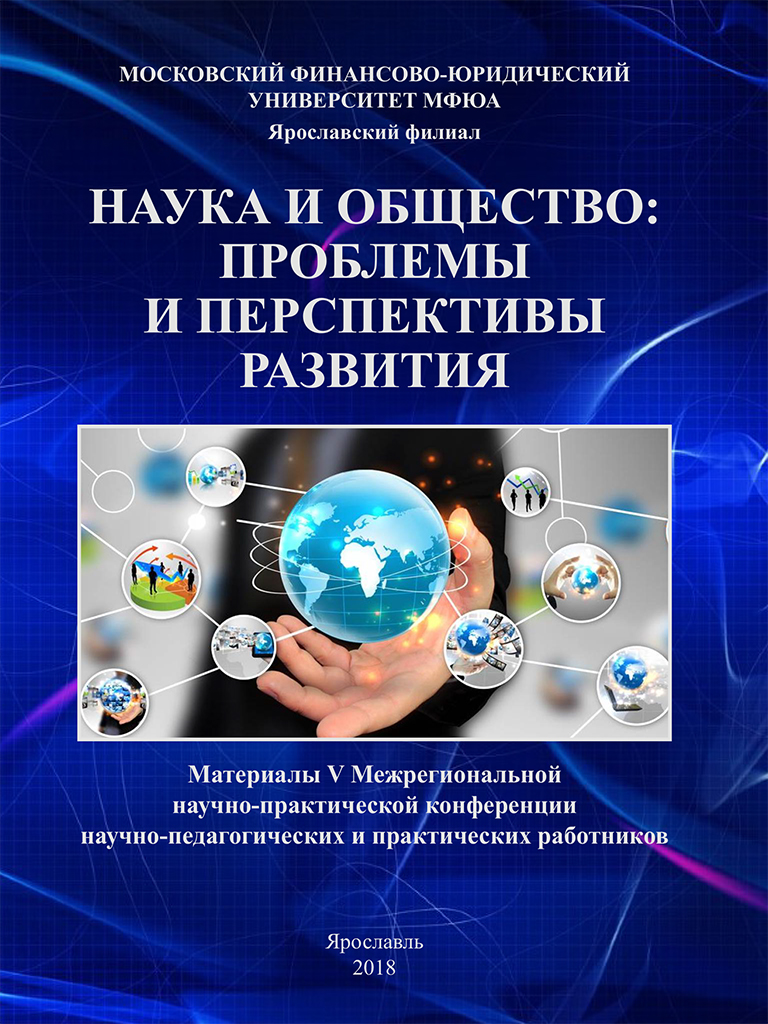 МОСКОВСКИЙ ФИНАНСОВО-ЮРИДИЧЕСКИЙ
УНИВЕРСИТЕТ МФЮА
Ярославский филиал
НАУКА И ОБЩЕСТВО:
ПРОБЛЕМЫ
И ПЕРСПЕКТИВЫ
РАЗВИТИЯ
Материалы V Межрегиональной
научно-практической конференции
научно-педагогических и практических работников
Ярославль
2018